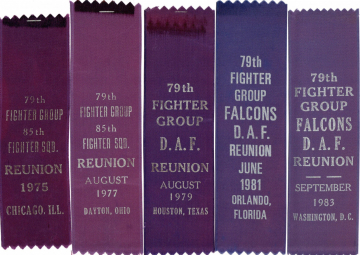 79th
FIGHTER GROUP
85th
FIGHTER SQD.
REUNION
1975
CHICAGO, ILL.
79th
FIGHTER GROUP
85th
FIGHTER SQD.
REUNION
AUGUST
1977
DAYTON, OHIO
79th
FIGHTER
GROUP
D.A.F.
REUNION
AUGUST
1979
HOUSTON, TEXAS
79th
FIGHTER
GROUP
FALCONS
D.A.F.
REUNION
JUNE
1981
ORLANDO,
FLORIDA
79th
FIGHTER
GROUP
FALCONS
D.A.F.
REUNION
SEPTEMBER
1983
WASHINGTON, D.C.